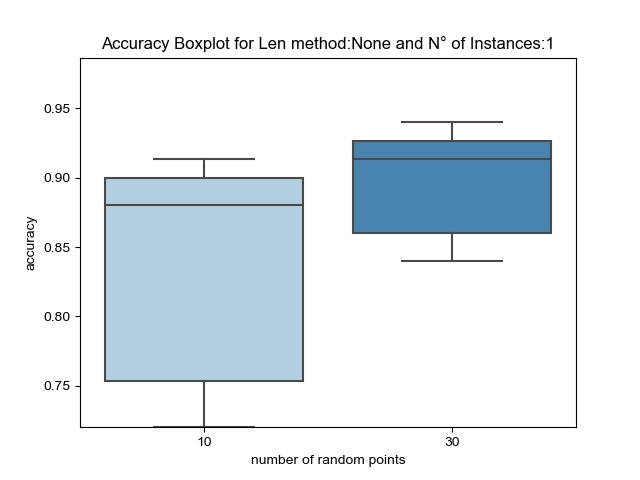 Accuracy Boxplot for Len method:None and N° of Instances:1
0.95
0.90
0.85
0.80
0.75
accuracy
10
30
number of random points